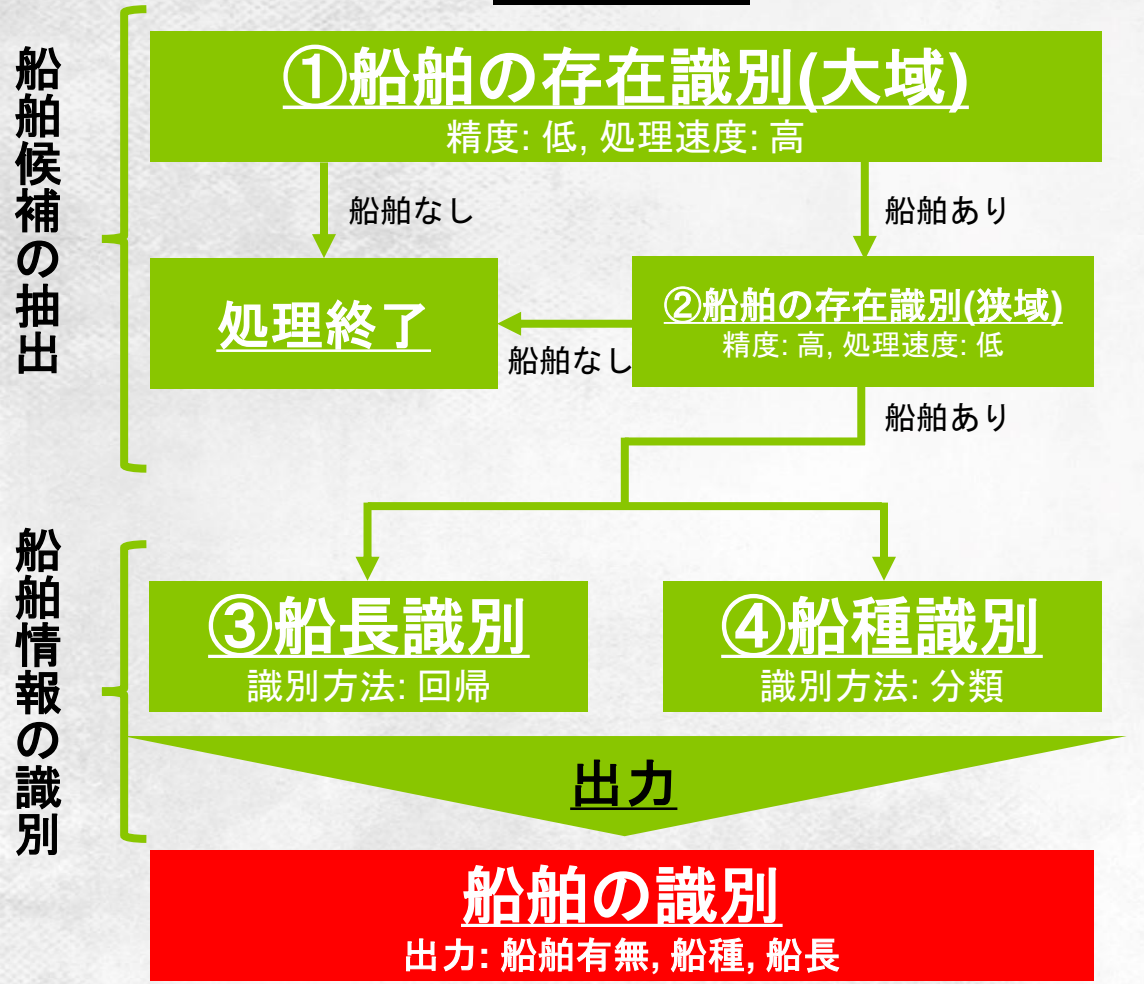 船舶候補の抽出
①船舶の存在識別(大域)
精度: 低, 処理速度: 高
船舶なし
船舶あり
処理終了
船舶なし
②船舶の存在識別(狭域)
精度: 高, 処理速度: 低
船舶あり
船舶情報の識別
③船長識別
識別方法: 回帰
④船種識別
識別方法: 分類
出力
船舶の識別
出力: 船舶有無, 船種, 船長